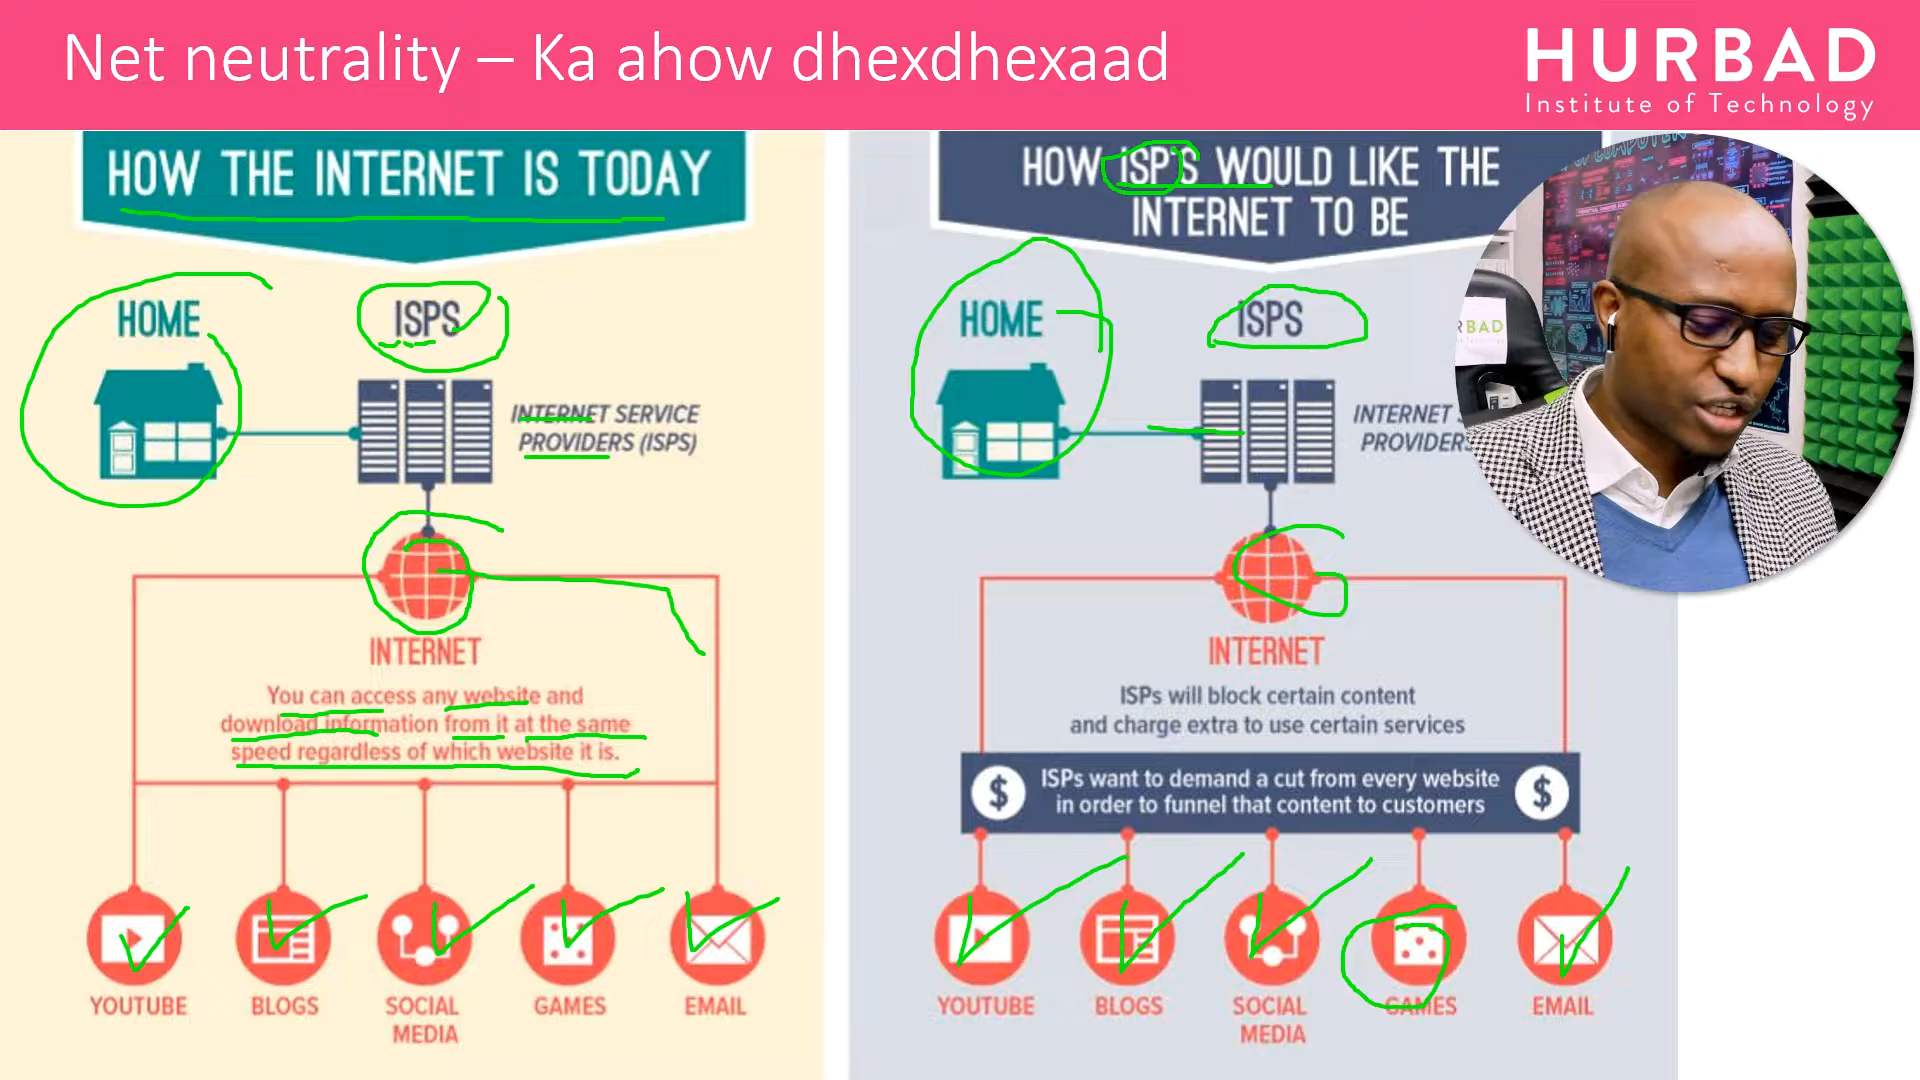 Net neutrality – Ka ahow dhexdhexaad
HURBAD
Institute of Technology
HOW THE INTERNET IS TODAY
HOME
ISPS
INTERNET SERVICE
PROVIDERS (ISPS)
INTERNET
You can access any website and
download information from it at the same
speed regardless of which website it is.
YOUTUBE
BLOGS
SOCIAL
MEDIA
GAMES
EMAIL
HOW ISP'S WOULD LIKE THE
INTERNET TO BE
HOME
ISPS
INTERNET
PROVIDERS
INTERNET
ISPs will block certain content
and charge extra to use certain services
$ ISPs want to demand a cut from every website $
in order to funnel that content to customers
YOUTUBE
BLOGS
SOCIAL
MEDIA
GAMES
EMAIL